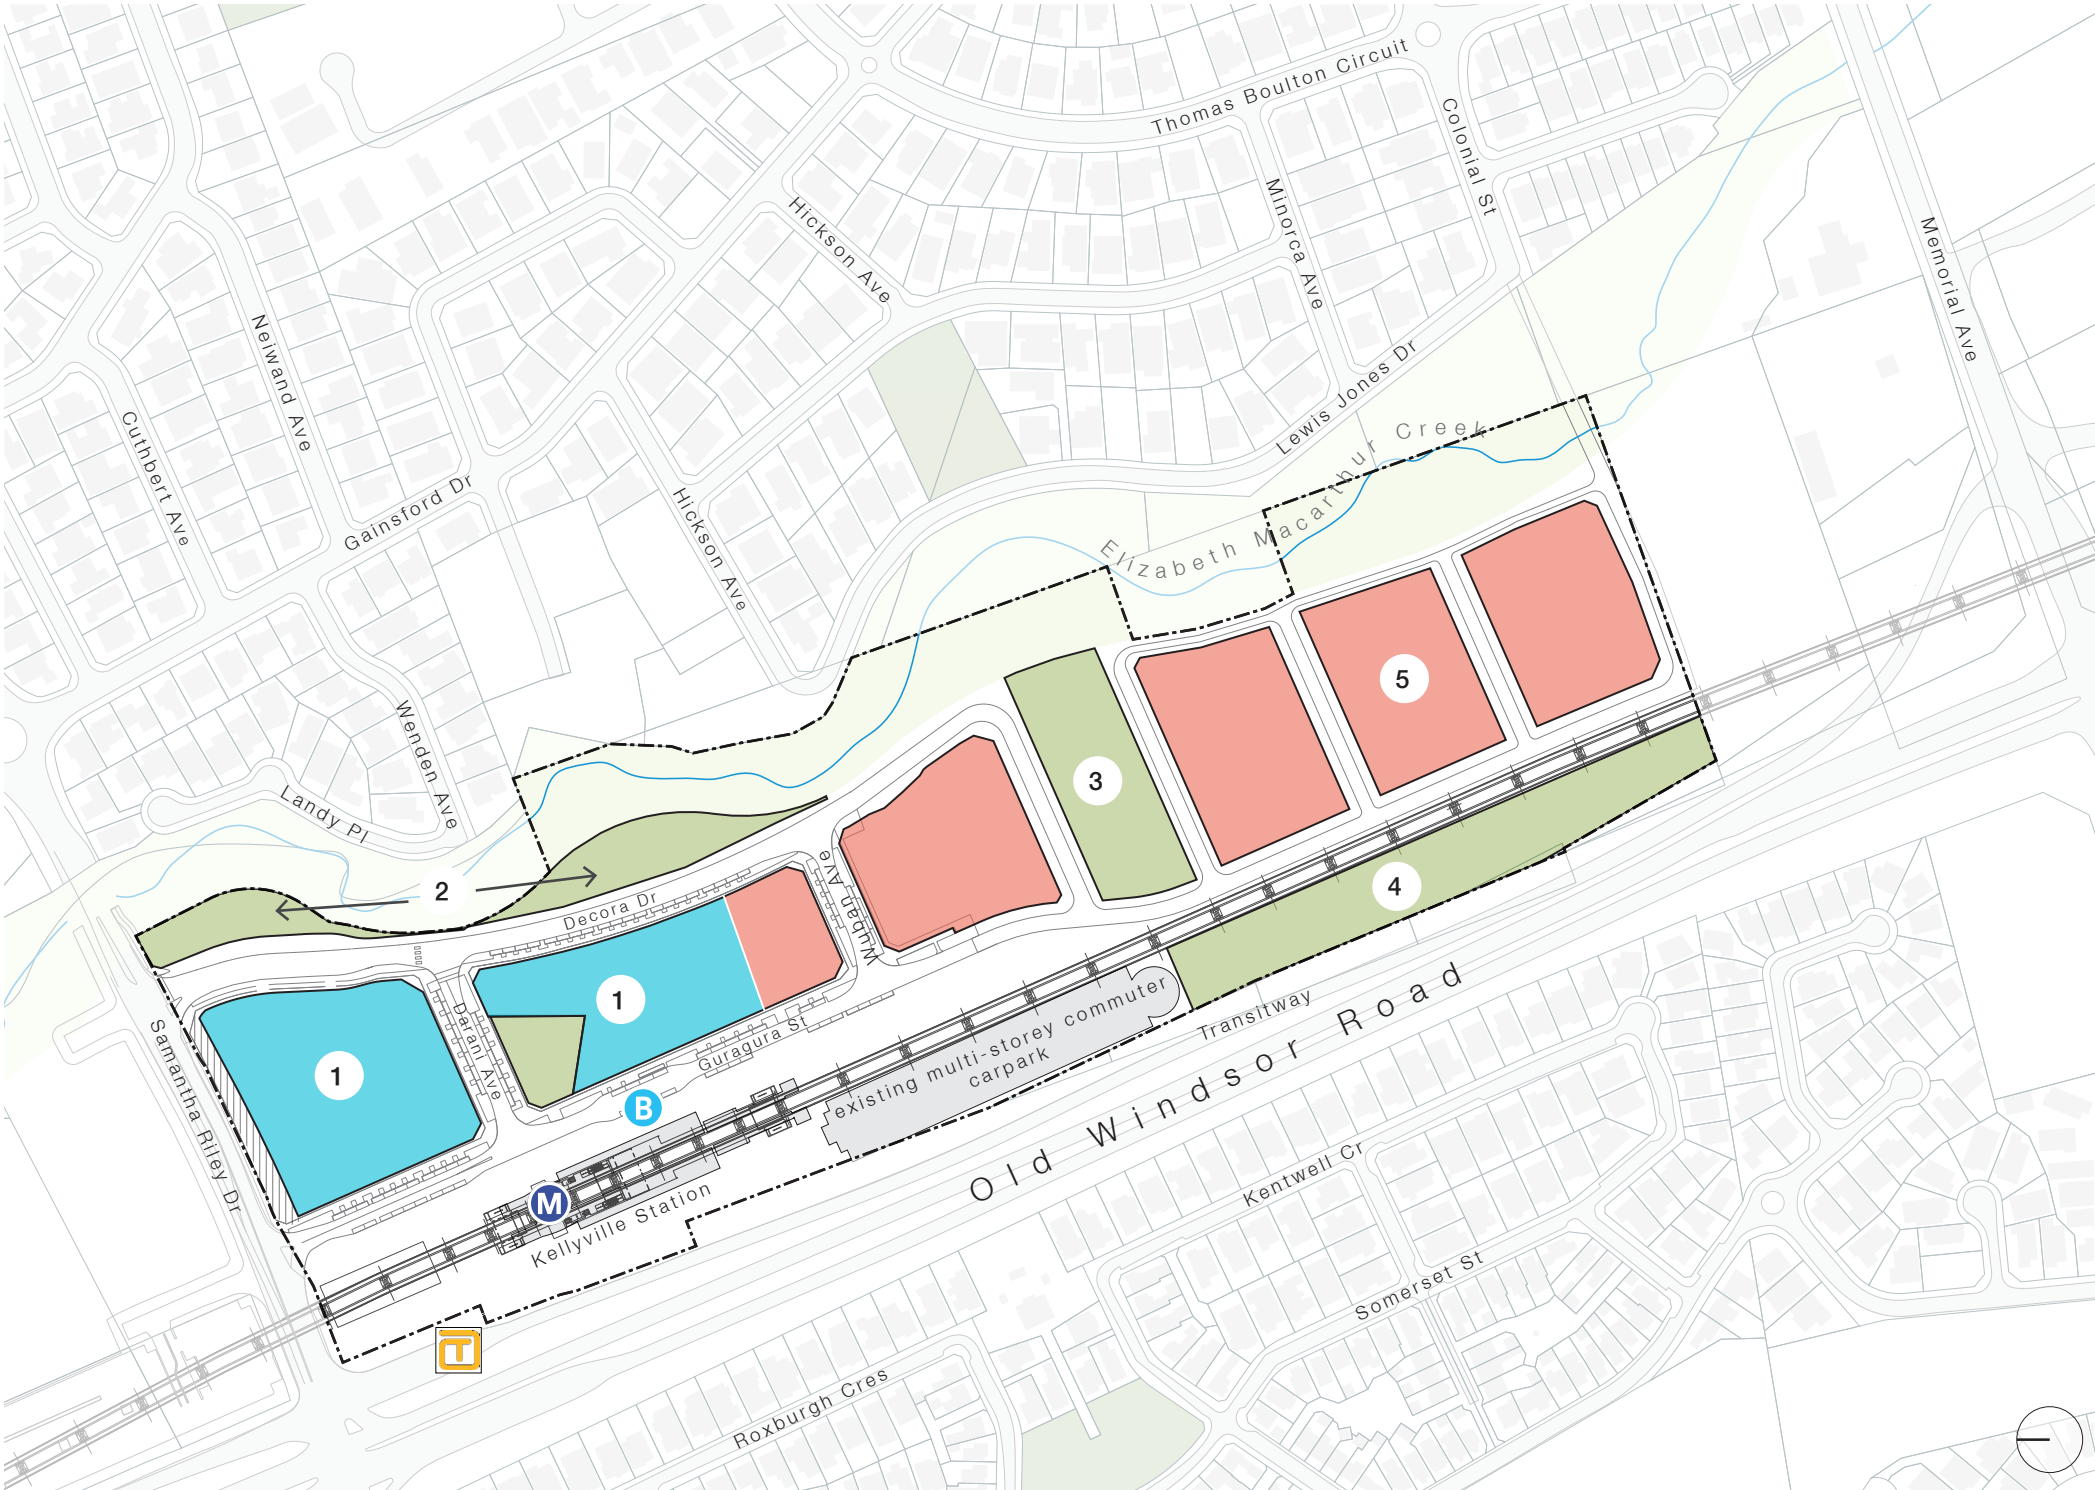 Thomas Boulton Circuit
Colonial St
Hickson Ave
Minorca Ave
Memorial Ave
Neiwand Ave
Lewis Jones Dr
Cuthbert Ave
Elizabeth Macarthur Creek
Gainsford Dr
Hickson Ave
Wenden Ave
5
3
Landy Pl
2
4
Decora Dr
Wuban Ave
1
Darani Ave
Guragura St
Transitway
existing multi-storey commuter
carpark
Old Windsor Road
1
Samantha Riley Dr
B
M
Kellyville Station
Kentwell Cr
Somerset St
T
Roxburgh Cres